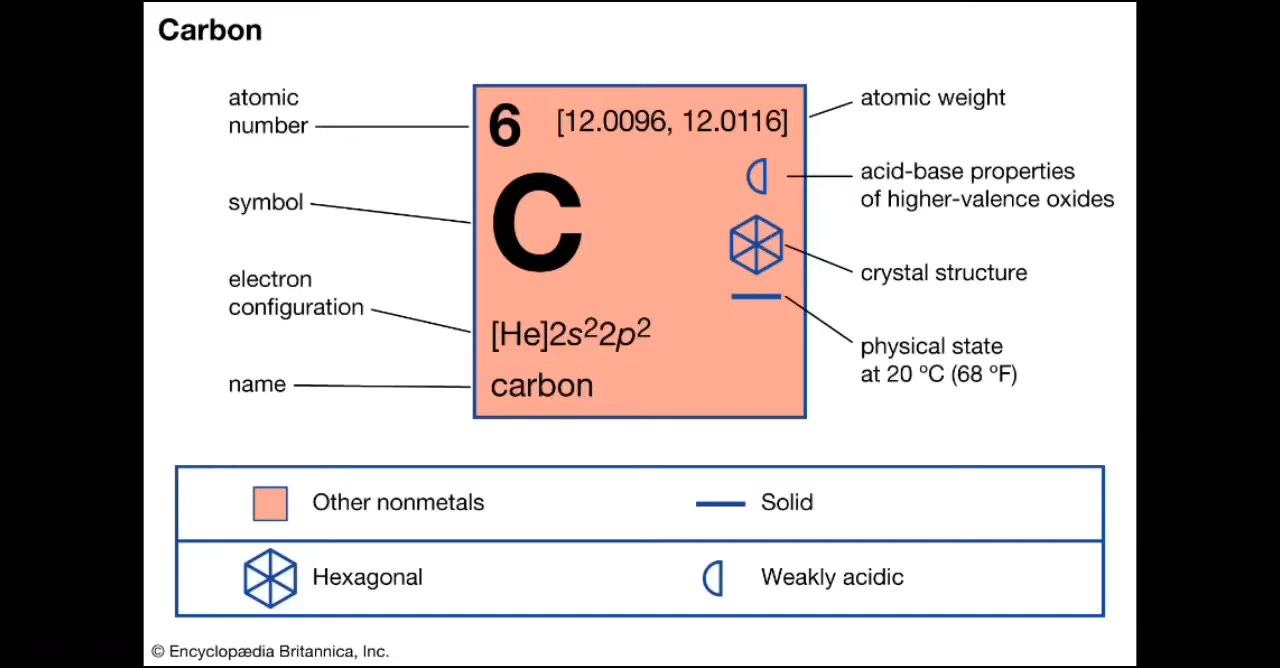 Carbon
atomic
number
symbol
electron
configuration
name
6 [12.0096, 12.0116]
C
[He]2s²2p²
carbon
atomic weight
acid-base properties
of higher-valence oxides
crystal structure
physical state
at 20 ºC (68 ºF)
Other nonmetals
Solid
Hexagonal
Weakly acidic
© Encyclopædia Britannica, Inc.